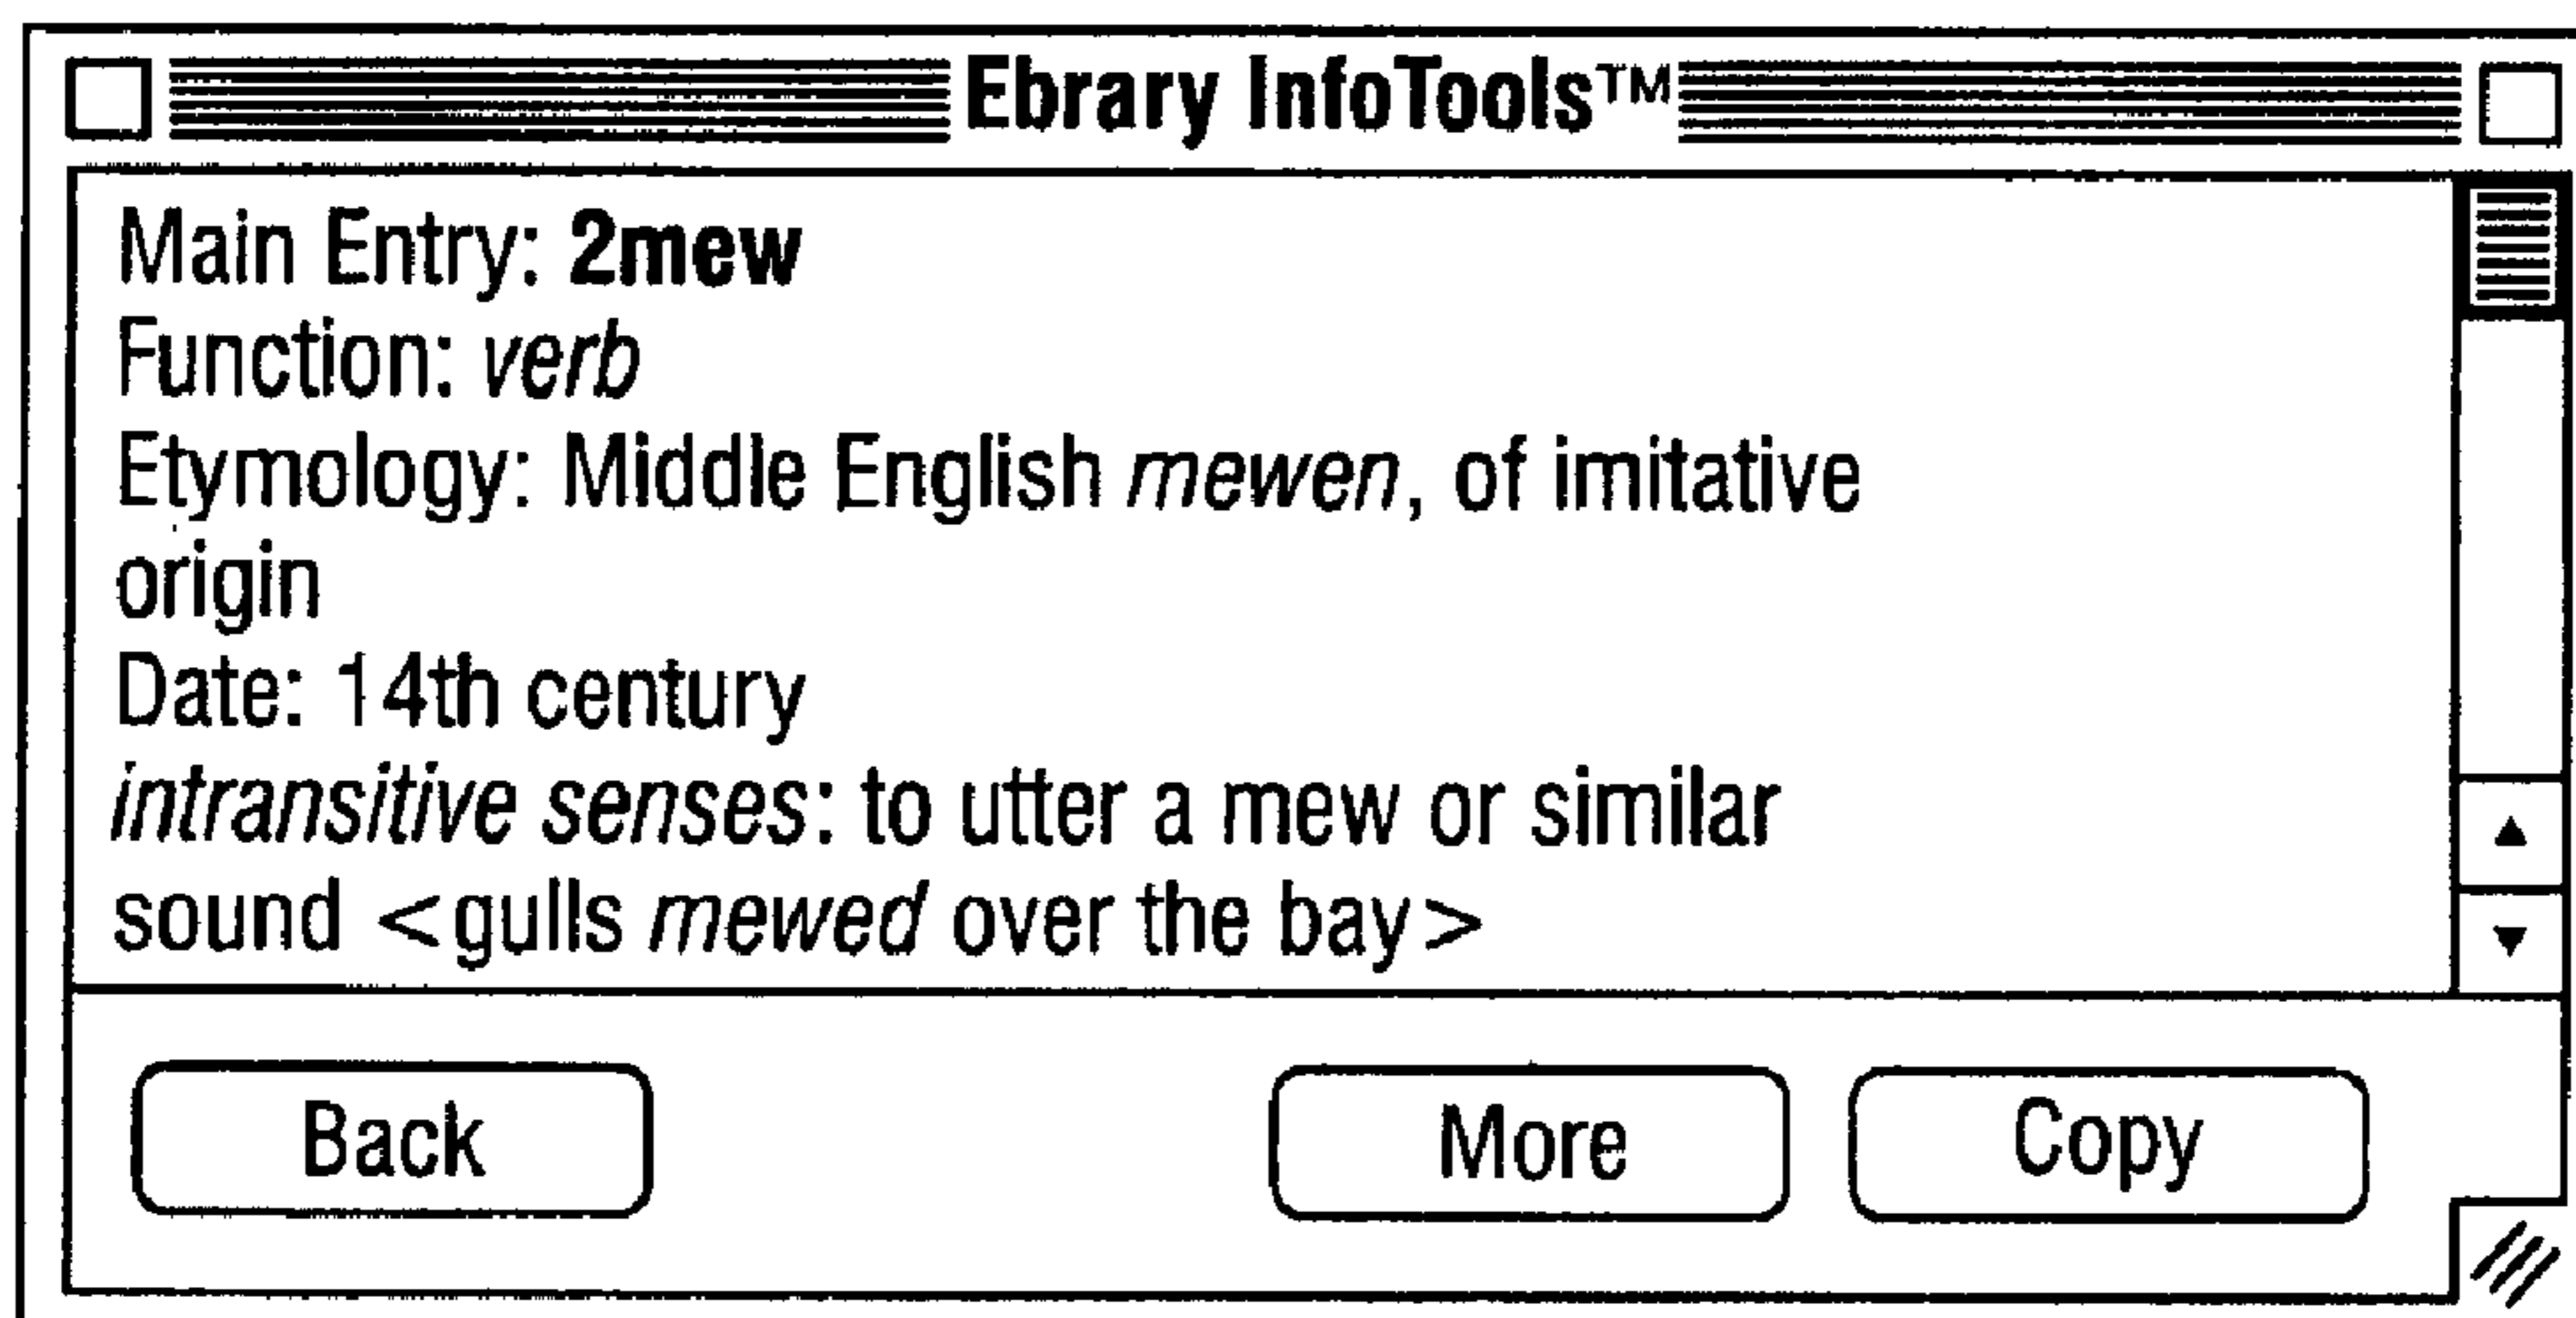 Ebrary InfoTools™
Main Entry: 2mew
Function: verb
Etymology: Middle English mewen, of imitative
origin
Date: 14th century
intransitive senses: to utter a mew or similar
sound <gulls mewed over the bay>
Back More Copy